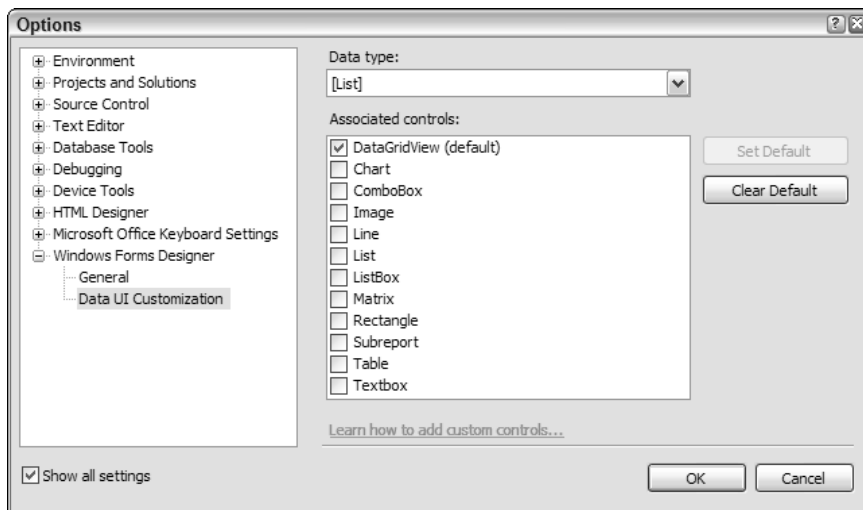 Options
Environment
Projects and Solutions
Source Control
Text Editor
Database Tools
Debugging
Device Tools
HTML Designer
Microsoft Office Keyboard Settings
Windows Forms Designer
General
Data UI Customization
Show all settings
Data type:
[List]
Associated controls:
DataGridView (default)
Chart
ComboBox
Image
Line
List
ListBox
Matrix
Rectangle
Subreport
Table
Textbox
Set Default
Clear Default
Learn how to add custom controls...
OK
Cancel